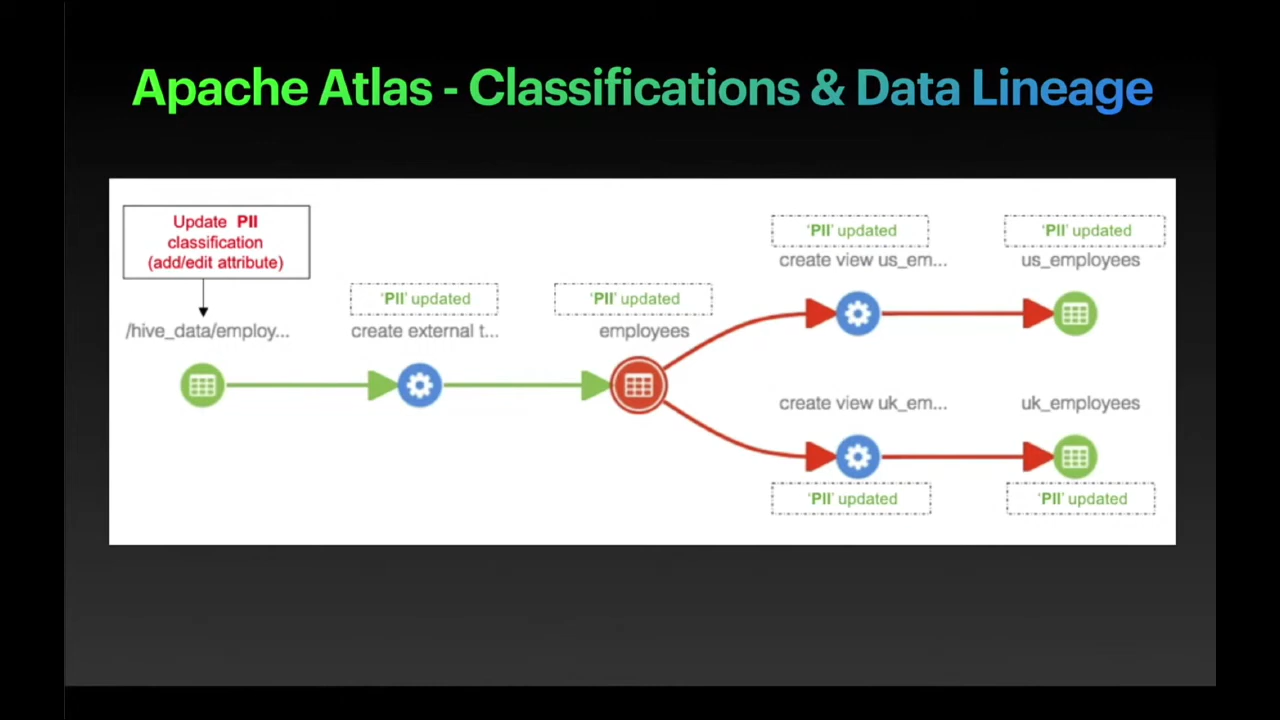 Apache Atlas - Classifications & Data Lineage
Update PII
classification
(add/edit attribute)
/hive_data/employ...
'PII' updated
create external t...
'PII' updated
employees
'PII' updated
create view us_em...
'PII' updated
us_employees
create view uk_em...
'PII' updated
uk_employees
'PII' updated